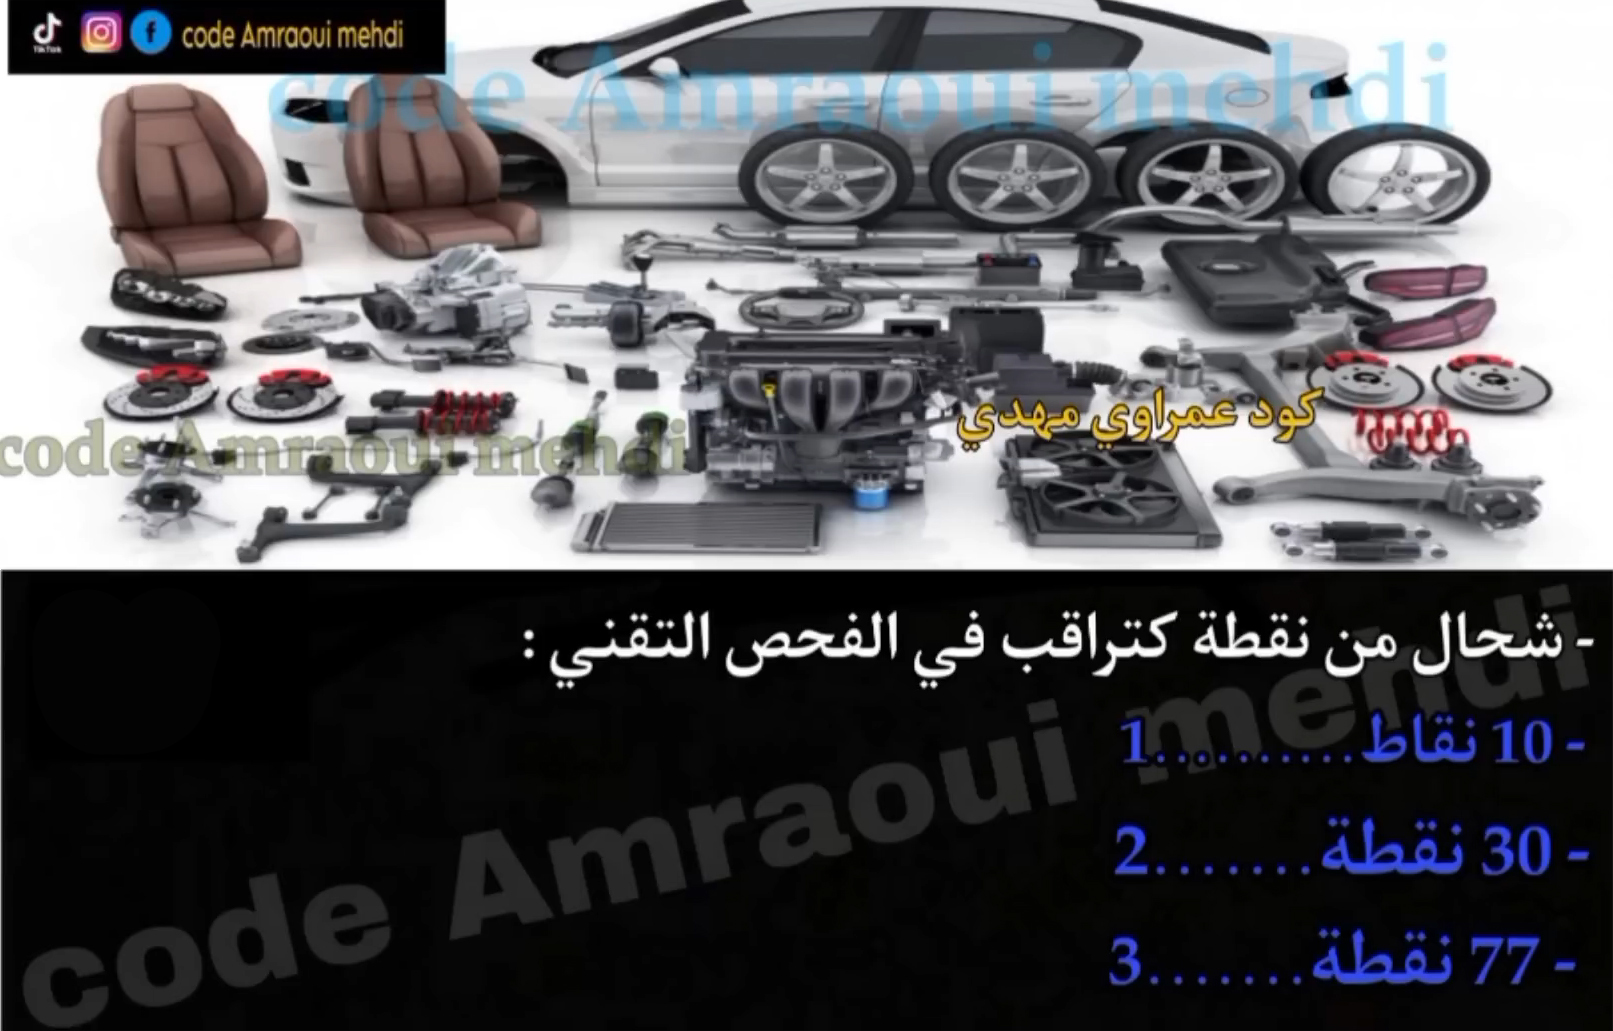 TikTok
code Amraoui mehdi
code Amraoui mehdi
كود عمراوي مهدي
code Amraoui mehdi
- شحال من نقطة كتراقب في الفحص التقني :
- 10 نقاط..........1
- 30 نقطة.......2
- 77 نقطة.......3
code Amraoui mehdi